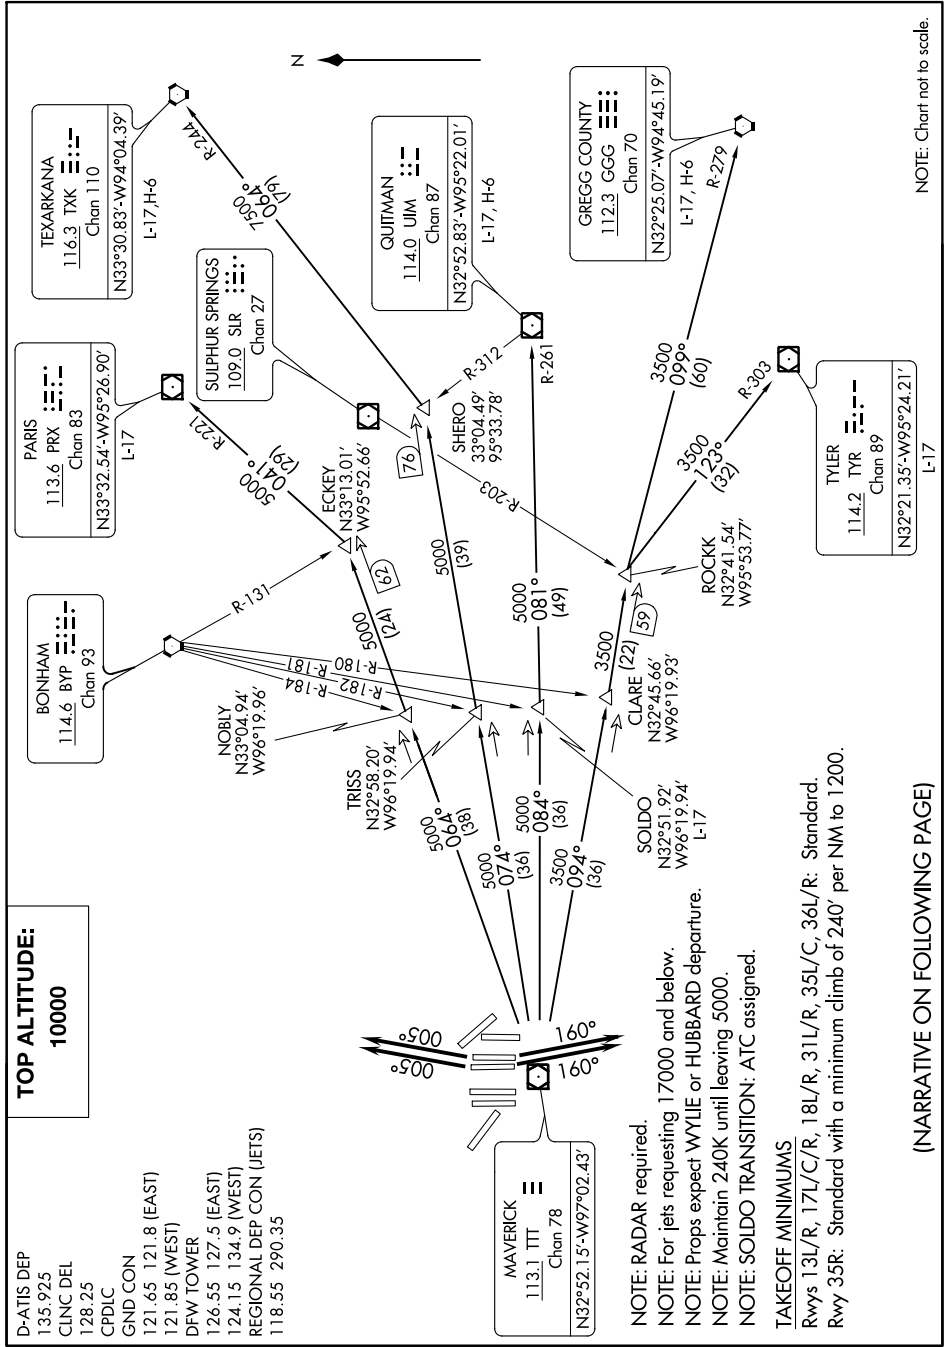 D-ATIS DEP
135.925
CLNC DEL
128.25
CPDLC
GND CON
121.65 121.8 (EAST)
121.85 (WEST)
DFW TOWER
126.55 127.5 (EAST)
124.15 134.9 (WEST)
REGIONAL DEP CON (JETS)
118.55 290.35
TOP ALTITUDE:
10000
BONHAM
114.6 BYP
Chan 93
PARIS
113.6 PRX
Chan 83
N33°32.54'-W95°26.90'
L-17
TEXARKANA
116.3 TXK
Chan 110
N33°30.83'-W94°04.39'
L-17,H-6
SULPHUR SPRINGS
109.0 SLR
Chan 27
QUITMAN
114.0 UIM
Chan 87
N32°52.83'-W95°22.01'
L-17, H-6
GREGG COUNTY
112.3 GGG
Chan 70
N32°25.07'-W94°45.19'
L-17, H-6
TYLER
114.2 TYR
Chan 89
N32°21.35'-W95°24.21'
L-17
MAVERICK
113.1 TTT
Chan 78
N32°52.15'-W97°02.43'
N
NOBLY
N33°04.94'
W96°19.96'
TRISS
N32°58.20'
W96°19.94'
SOLDO
N32°51.92'
W96°19.94'
L-17
CLARE
N32°45.66'
W96°19.93'
ECKEY
N33°13.01'
W95°52.66'
SHERO
33°04.49'
95°33.78'
ROCKK
N32°41.54'
W95°53.77'
R-131
R-184
R-181
R-182
R-180
R-221
R-244
R-312
R-261
R-203
R-279
R-303
005°
005°
160°
160°
5000
064°
(38)
5000
074°
(36)
5000
084°
(36)
3500
094°
(36)
5000
(24)
62
5000
041°
(29)
5000
(39)
76
7500
064°
(79)
5000
081°
(49)
3500
(22)
59
3500
099°
(60)
3500
123°
(32)
NOTE: RADAR required.
NOTE: For jets requesting 17000 and below.
NOTE: Props expect WYLIE or HUBBARD departure.
NOTE: Maintain 240K until leaving 5000.
NOTE: SOLDO TRANSITION: ATC assigned.
TAKEOFF MINIMUMS
Rwys 13L/R, 17L/C/R, 18L/R, 31L/R, 35L/C, 36L/R: Standard.
Rwy 35R: Standard with a minimum climb of 240' per NM to 1200.
(NARRATIVE ON FOLLOWING PAGE)
NOTE: Chart not to scale.